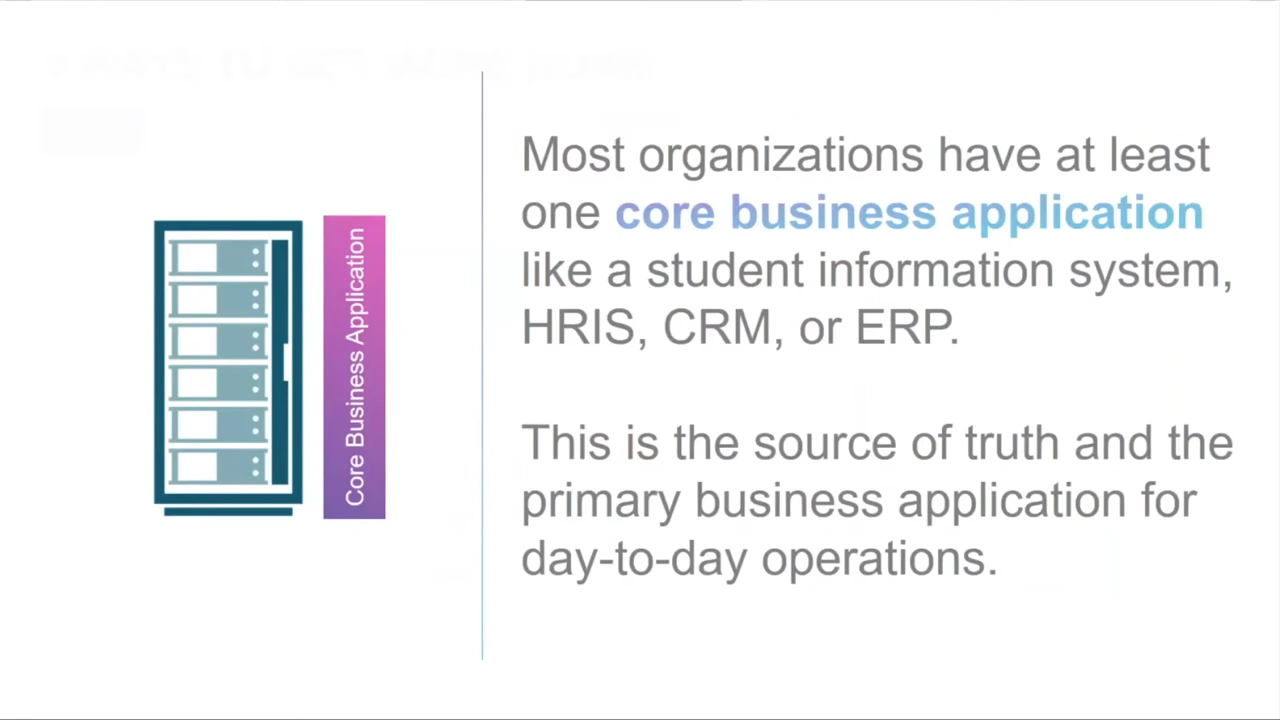 Core Business Application
Most organizations have at least
one core business application
like a student information system,
HRIS, CRM, or ERP.
This is the source of truth and the
primary business application for
day-to-day operations.